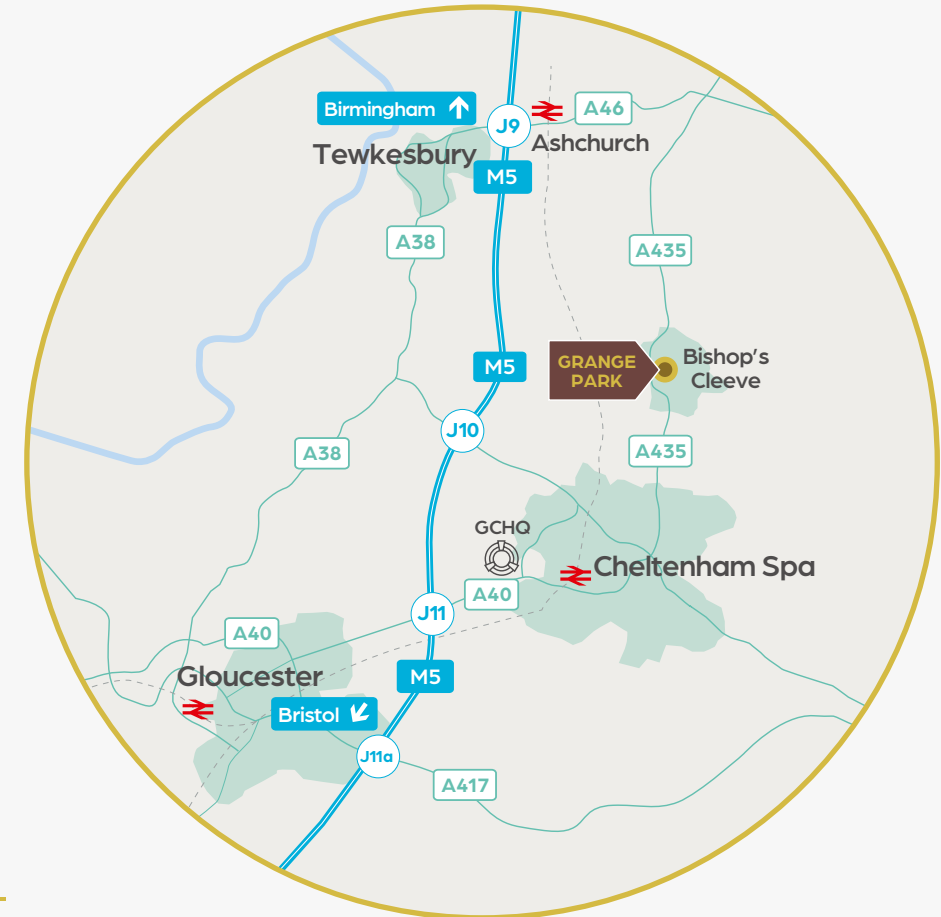 Birmingham
J9
A46
Tewkesbury
Ashchurch
M5
A38
A435
M5
GRANGE
PARK
Bishop's
Cleeve
J10
A38
A435
GCHQ
Cheltenham Spa
A40
J11
A40
Gloucester
M5
Bristol
J11a
A417